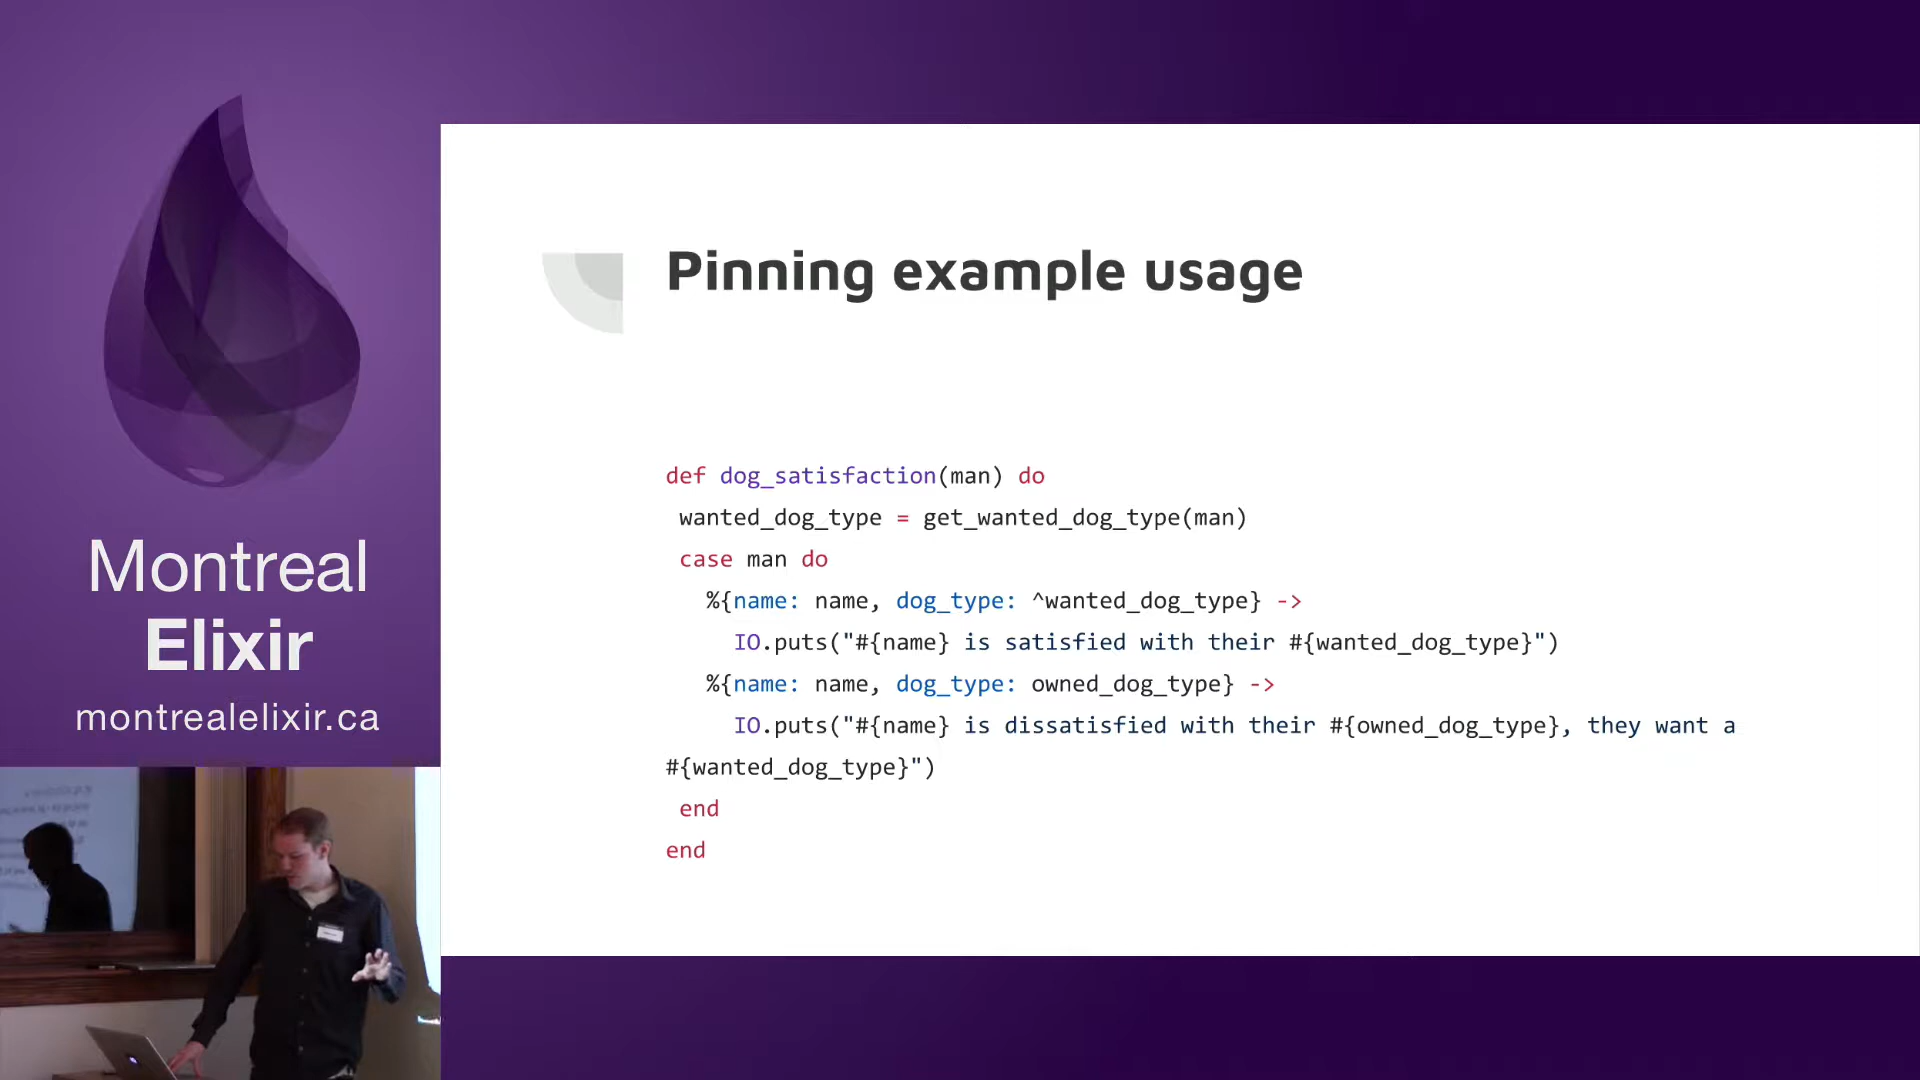 Montreal
Elixir
montrealelixir.ca
Pinning example usage
def dog_satisfaction(man) do
wanted_dog_type = get_wanted_dog_type(man)
case man do
%{name: name, dog_type: ^wanted_dog_type} ->
IO.puts("#{name} is satisfied with their #{wanted_dog_type}")
%{name: name, dog_type: owned_dog_type} ->
IO.puts("#{name} is dissatisfied with their #{owned_dog_type}, they want a
#{wanted_dog_type}")
end
end